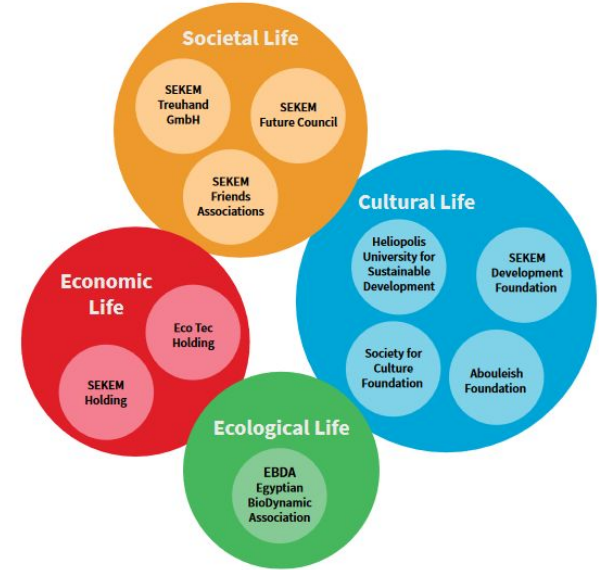 Societal Life
SEKEM
Treuhand
GmbH
SEKEM
Future Council
SEKEM
Friends
Associations
Cultural Life
Heliopolis
University for
Sustainable
Development
SEKEM
Development
Foundation
Society for
Culture
Foundation
Abouleish
Foundation
Economic
Life
Eco Tec
Holding
SEKEM
Holding
Ecological Life
EBDA
Egyptian
BioDynamic
Association